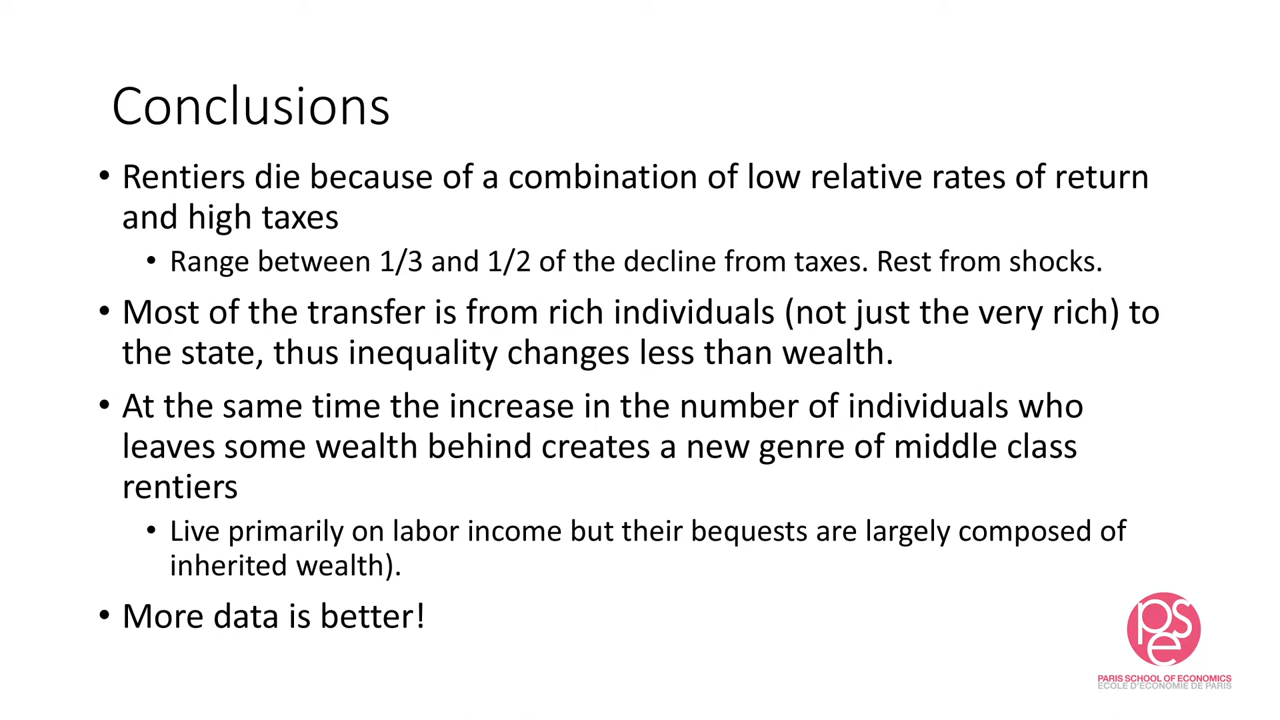 Conclusions
• Rentiers die because of a combination of low relative rates of return
and high taxes
• Range between 1/3 and 1/2 of the decline from taxes. Rest from shocks.
• Most of the transfer is from rich individuals (not just the very rich) to
the state, thus inequality changes less than wealth.
• At the same time the increase in the number of individuals who
leaves some wealth behind creates a new genre of middle class
rentiers
• Live primarily on labor income but their bequests are largely composed of
inherited wealth).
• More data is better!
pse
PARIS SCHOOL OF ECONOMICS
ECOLE D'ECONOMIE DE PARIS